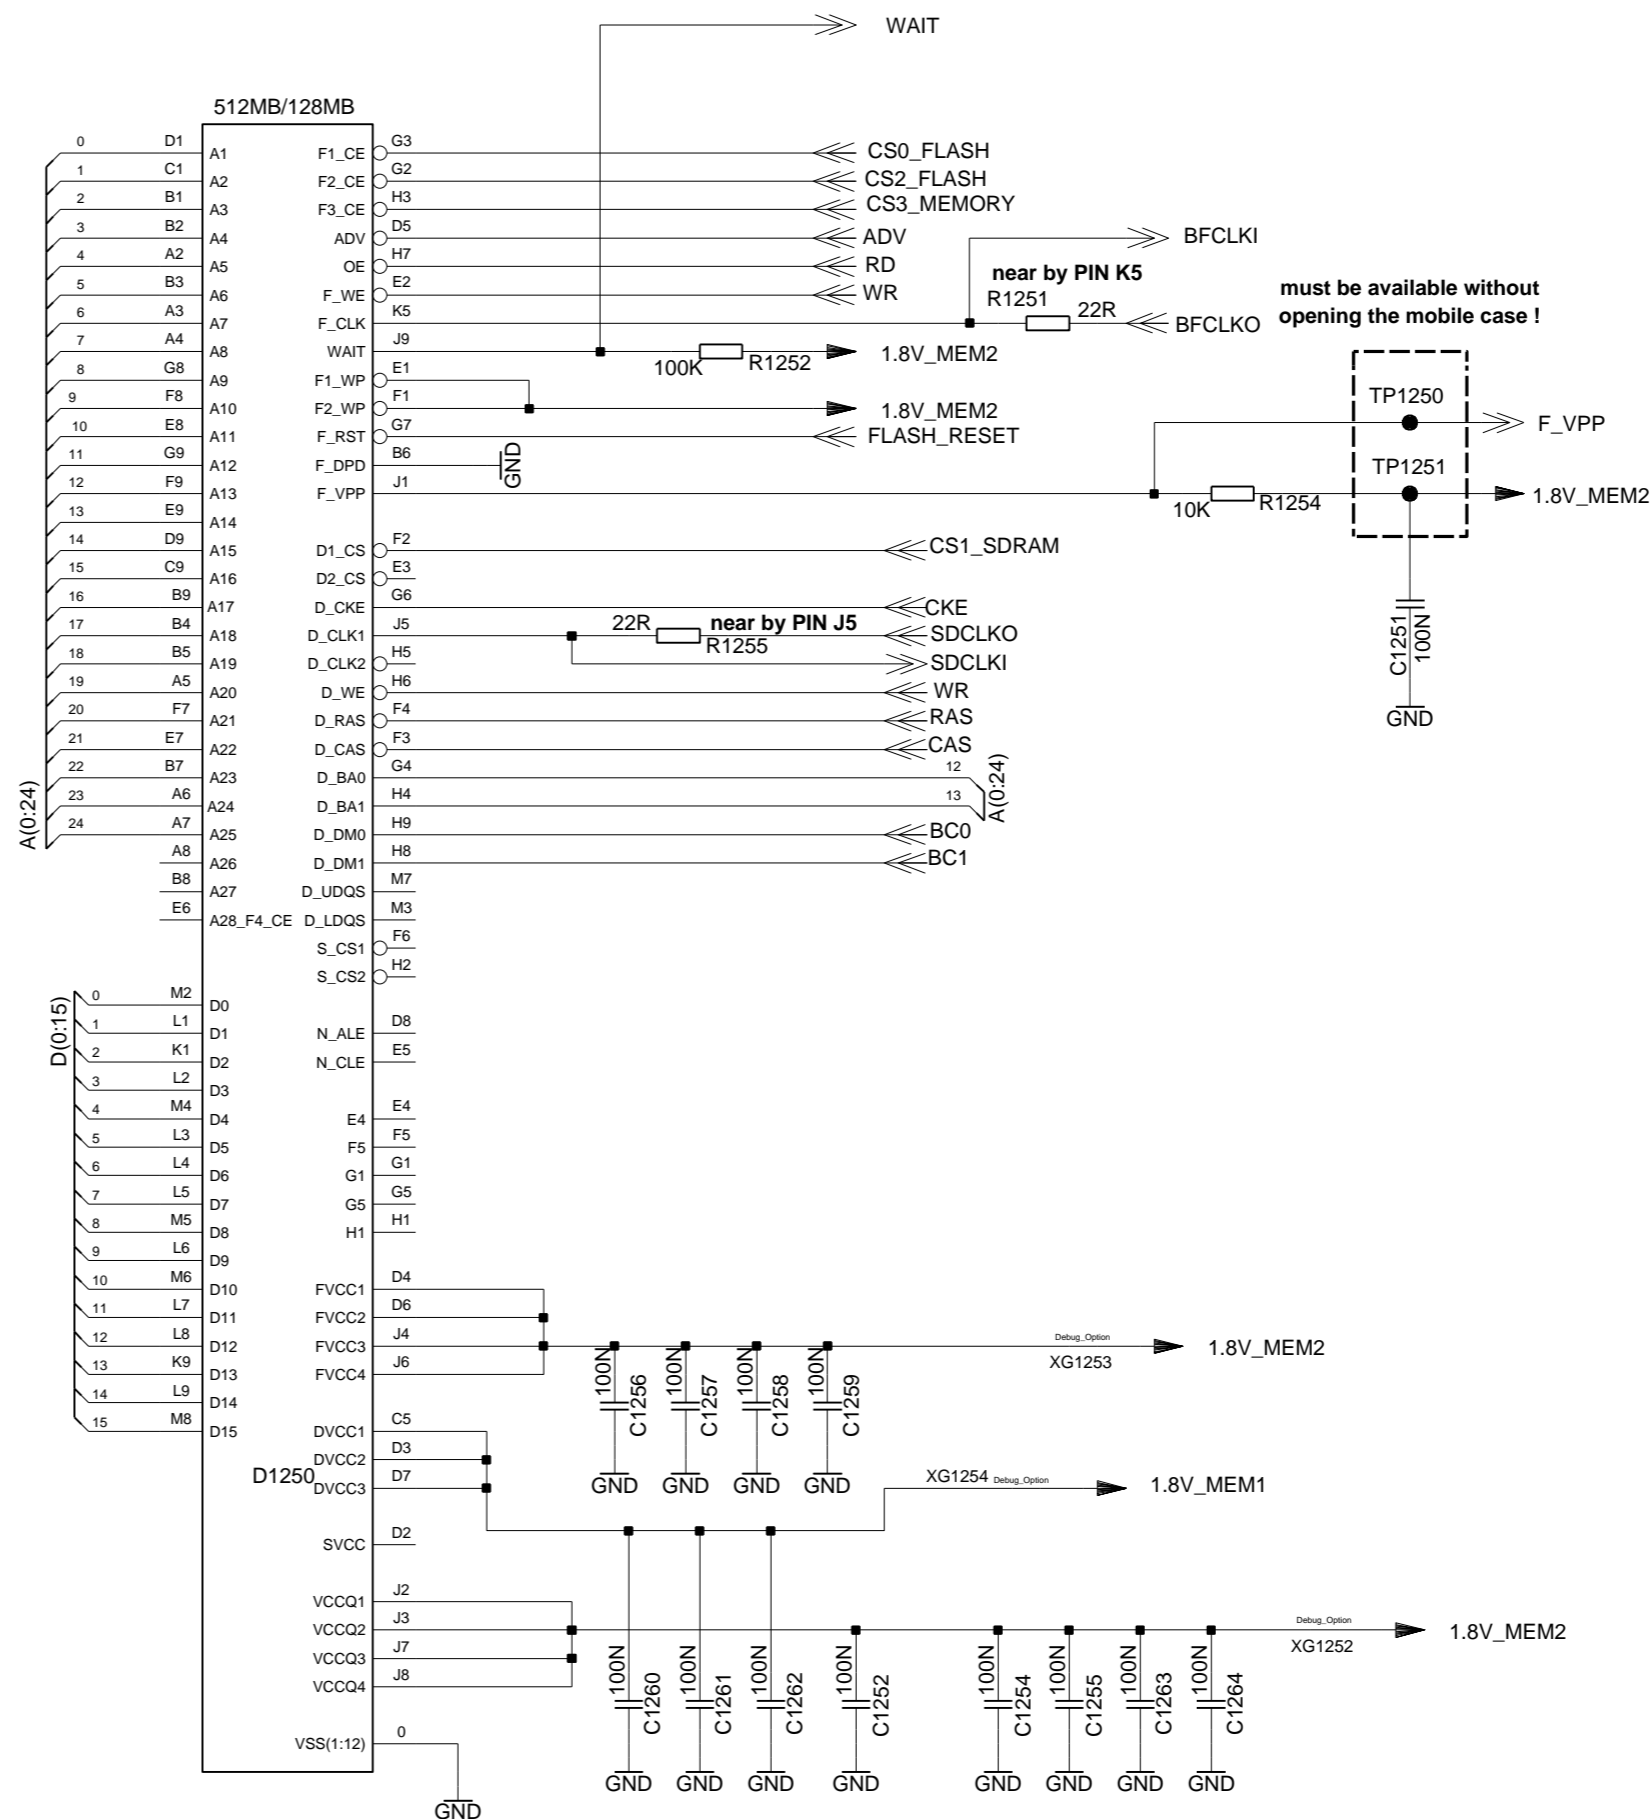 WAIT
512MB/128MB
0 D1 A1 F1_CE G3 CS0_FLASH
1 C1 A2 F2_CE G2 CS2_FLASH
2 B1 A3 F3_CE H3 CS3_MEMORY
3 B2 A4 ADV D5 ADV BFCLKI
4 A2 A5 OE H7 RD
near by PIN K5
must be available without
opening the mobile case !
5 B3 A6 F_WE E2 WR
6 A3 A7 F_CLK K5 R1251 22R BFCLKO
7 A4 A8 WAIT J9 100K R1252 1.8V_MEM2
8 G8 A9 F1_WP E1
9 F8 A10 F2_WP F1 1.8V_MEM2
TP1250 F_VPP
10 E8 A11 F_RST G7 FLASH_RESET
11 G9 A12 F_DPD B6 GND
12 F9 A13 F_VPP J1 10K R1254 TP1251 1.8V_MEM2
13 E9 A14
14 D9 A15 D1_CS F2 CS1_SDRAM
15 C9 A16 D2_CS E3
16 B9 A17 D_CKE G6 CKE
17 B4 A18 D_CLK1 J5 22R R1255 near by PIN J5 SDCLKO
C1251 100N
GND
18 B5 A19 D_CLK2 H5 SDCLKI
19 A5 A20 D_WE H6 WR
20 F7 A21 D_RAS F4 RAS
21 E7 A22 D_CAS F3 CAS
22 B7 A23 D_BA0 G4 12
23 A6 A24 D_BA1 H4 13
A(0:24)
24 A7 A25 D_DM0 H9 BC0
A(0:24)
A8 A26 D_DM1 H8 BC1
B8 A27 D_UDQS M7
E6 A28_F4_CE D_LDQS M3
S_CS1 F6
S_CS2 H2
D(0:15)
0 M2 D0
1 L1 D1 N_ALE D8
2 K1 D2 N_CLE E5
3 L2 D3
4 M4 D4 E4 E4
5 L3 D5 F5 F5
6 L4 D6 G1 G1
7 L5 D7 G5 G5
8 M5 D8 H1 H1
9 L6 D9
10 M6 D10 FVCC1 D4
11 L7 D11 FVCC2 D6
12 L8 D12 FVCC3 J4 Debug_Option XG1253 1.8V_MEM2
13 K9 D13 FVCC4 J6
100N C1256 100N C1257 100N C1258 100N C1259
14 L9 D14
15 M8 D15 DVCC1 C5
DVCC2 D3
GND GND GND GND
D1250 DVCC3 D7 XG1254 Debug_Option 1.8V_MEM1
SVCC D2
VCCQ1 J2
VCCQ2 J3 Debug_Option XG1252 1.8V_MEM2
VCCQ3 J7
VCCQ4 J8
100N C1260 100N C1261 100N C1262 100N C1252 100N C1254 100N C1255 100N C1263 100N C1264
VSS(1:12) 0
GND GND GND GND GND GND GND GND
GND